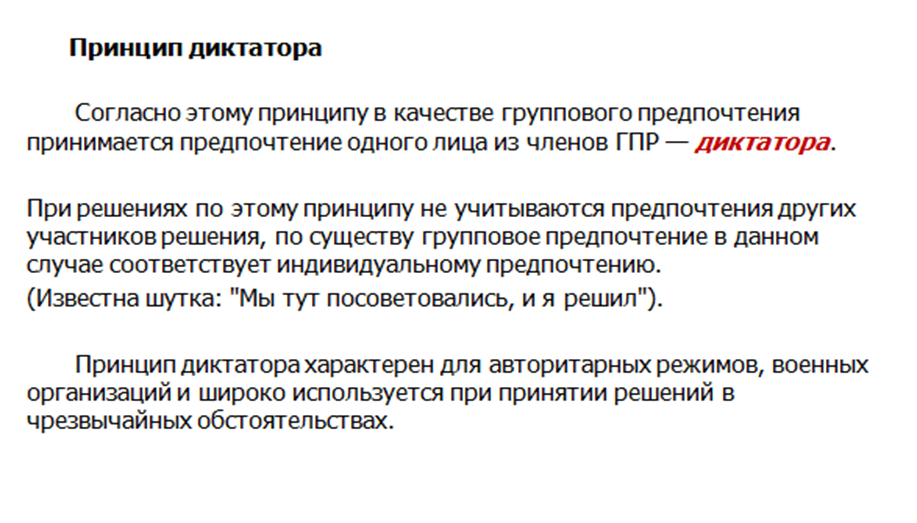 Принцип диктатора
Согласно этому принципу в качестве группового предпочтения
принимается предпочтение одного лица из членов ГПР — диктатора.
При решениях по этому принципу не учитываются предпочтения других
участников решения, по существу групповое предпочтение в данном
случае соответствует индивидуальному предпочтению.
(Известна шутка: "Мы тут посоветовались, и я решил").
Принцип диктатора характерен для авторитарных режимов, военных
организаций и широко используется при принятии решений в
чрезвычайных обстоятельствах.